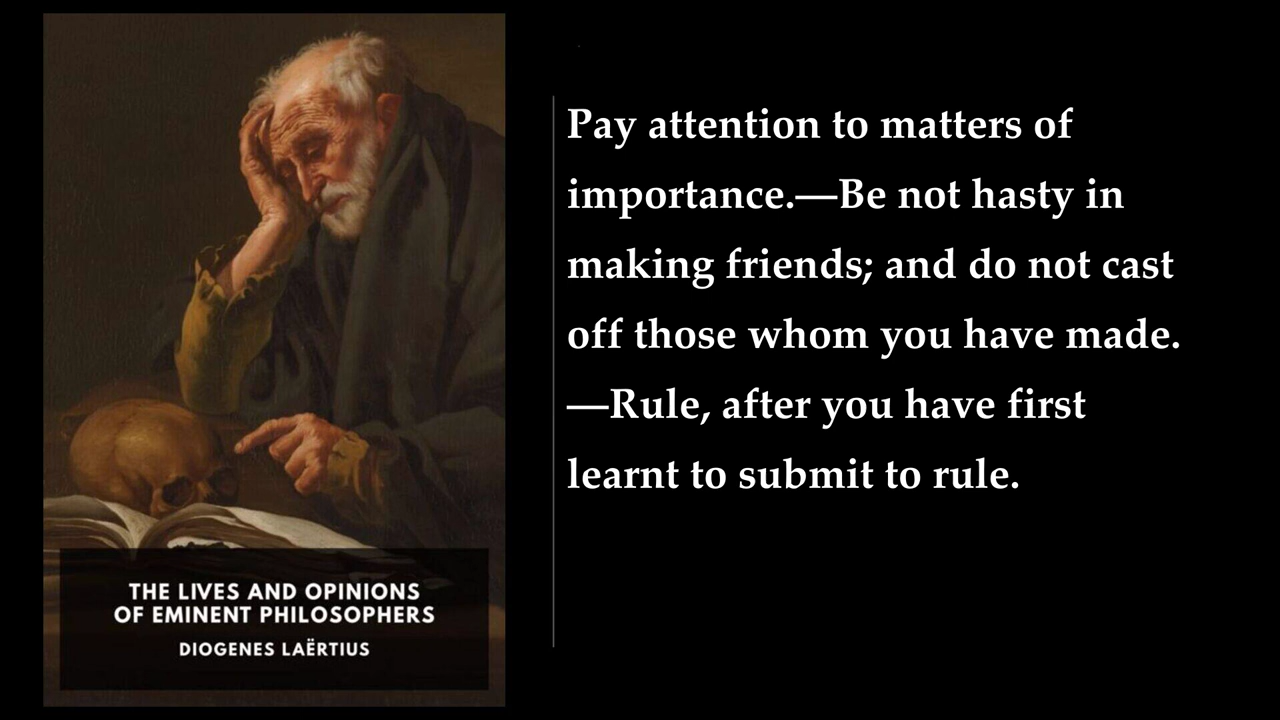 THE LIVES AND OPINIONS
OF EMINENT PHILOSOPHERS
DIOGENES LAËRTIUS
Pay attention to matters of
importance.—Be not hasty in
making friends; and do not cast
off those whom you have made.
—Rule, after you have first
learnt to submit to rule.